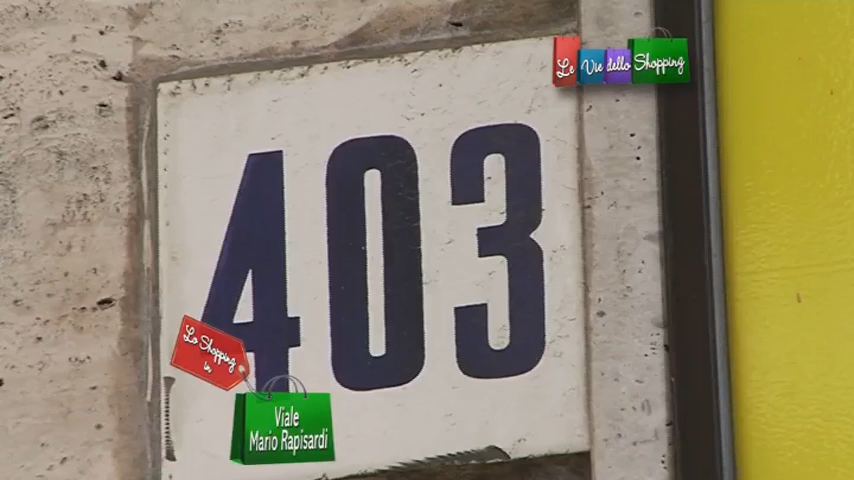 Le Vie dello Shopping
403
Lo Shopping
in
Viale
Mario Rapisardi